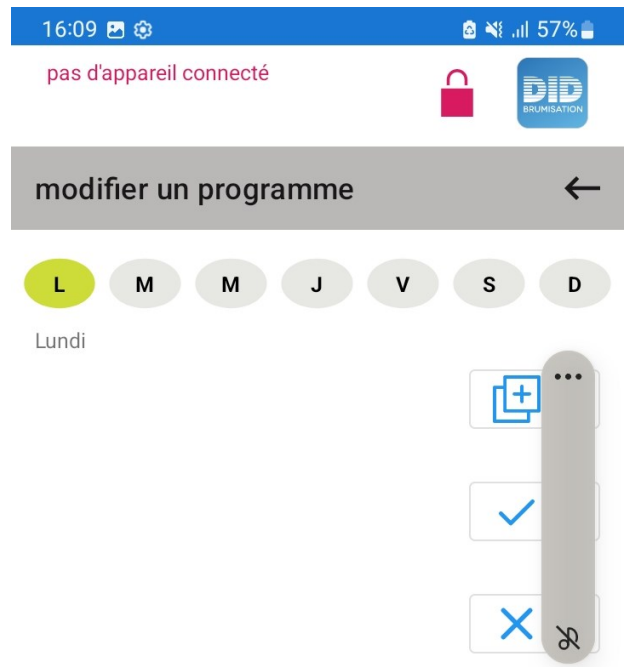 16:09 57%
pas d'appareil connecté
DID
BRUMISATION
modifier un programme
L M M J V S D
Lundi